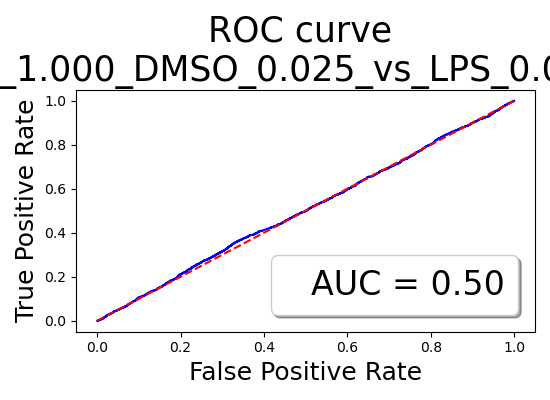 ROC curve
_1.000_DMSO_0.025_vs_LPS_0.0
True Positive Rate
1.0
0.8
0.6
0.4
0.2
0.0
AUC = 0.50
0.0 0.2 0.4 0.6 0.8 1.0
False Positive Rate